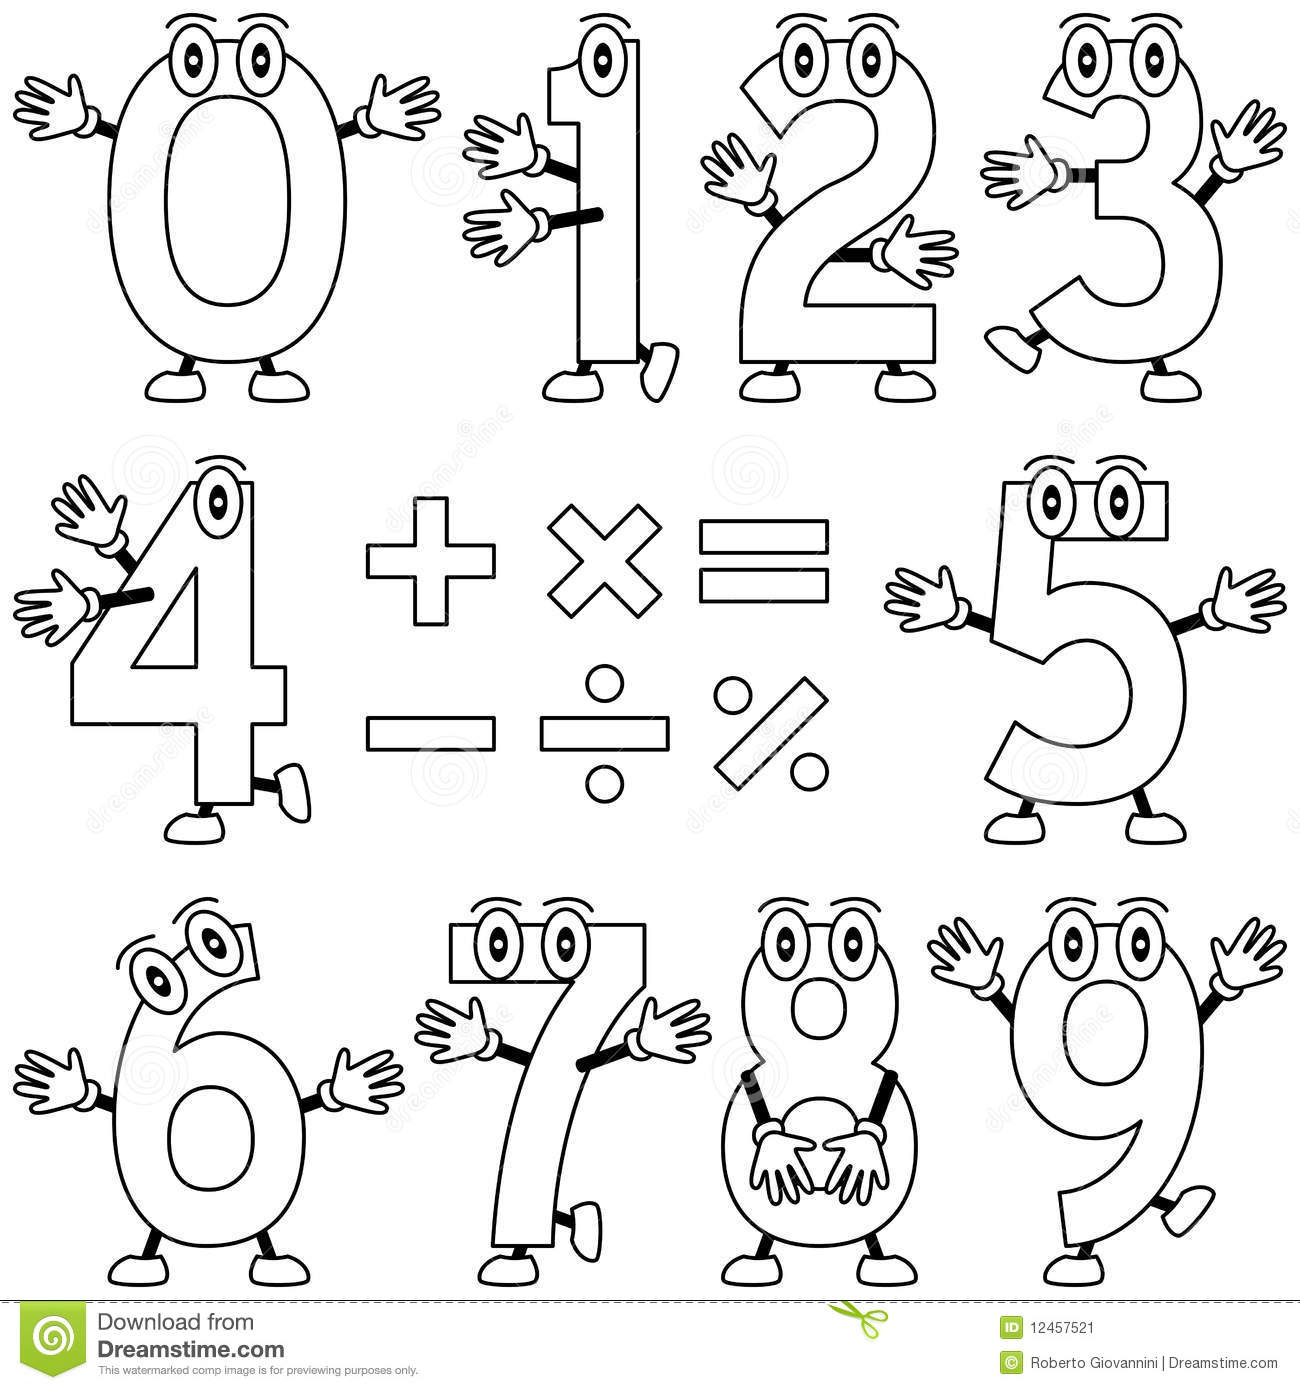 0 1 2 3
4 + × = 5
− ÷ %
6 7 8 9
Download from
Dreamstime.com
This watermarked comp image is for previewing purposes only.
ID 12457521
© Roberto Giovannini | Dreamstime.com